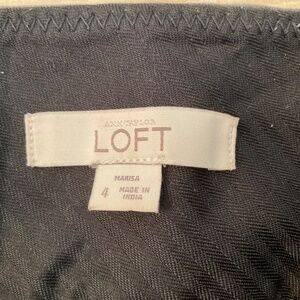 ANN TAYLOR
LOFT
MARISA
4
MADE IN
INDIA